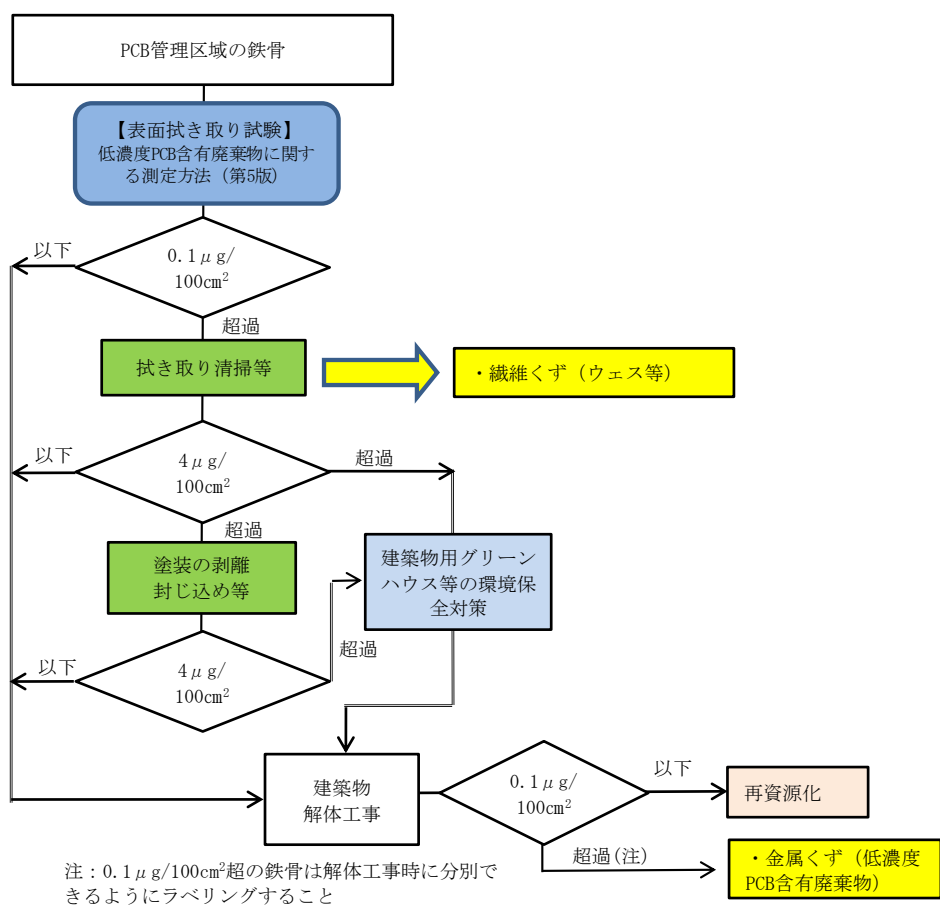 PCB管理区域の鉄骨
【表面拭き取り試験】
低濃度PCB含有廃棄物に関す
る測定方法（第5版）
以下
0.1μg/
100cm²
超過
拭き取り清掃等
・繊維くず（ウェス等）
以下
4μg/
100cm²
超過
超過
塗装の剥離
封じ込め等
建築物用グリーン
ハウス等の環境保
全対策
以下
4μg/
100cm²
超過
建築物
解体工事
0.1μg/
100cm²
以下
再資源化
超過(注)
・金属くず（低濃度
PCB含有廃棄物）
注：0.1μg/100cm²超の鉄骨は解体工事時に分別で
きるようにラベリングすること